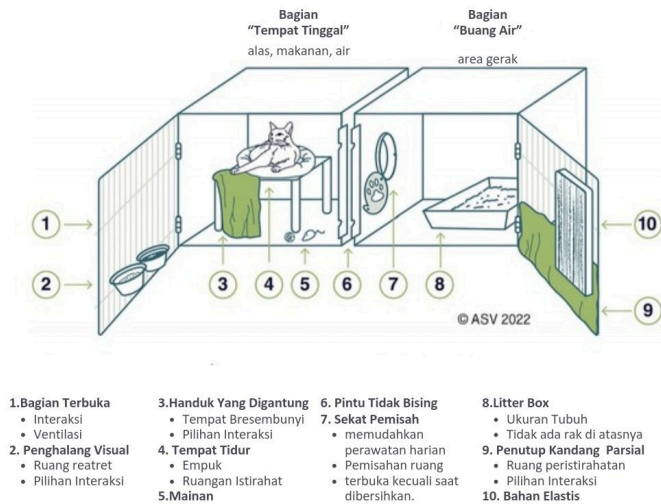 Bagian
“Tempat Tinggal”
alas, makanan, air
Bagian
“Buang Air”
area gerak
1
2
3
4
5
6
7
8
10
9
© ASV 2022
1.Bagian Terbuka
• Interaksi
• Ventilasi
2. Penghalang Visual
• Ruang reatret
• Pilihan Interaksi
3.Handuk Yang Digantung
• Tempat Bresembunyi
• Pilihan Interaksi
4. Tempat Tidur
• Empuk
• Ruangan Istirahat
5.Mainan
6. Pintu Tidak Bising
7. Sekat Pemisah
• memudahkan
perawatan harian
• Pemisahan ruang
• terbuka kecuali saat
dibersihkan.
8.Litter Box
• Ukuran Tubuh
• Tidak ada rak di atasnya
9. Penutup Kandang Parsial
• Ruang peristirahatan
• Pilihan Interaksi
10. Bahan Elastis